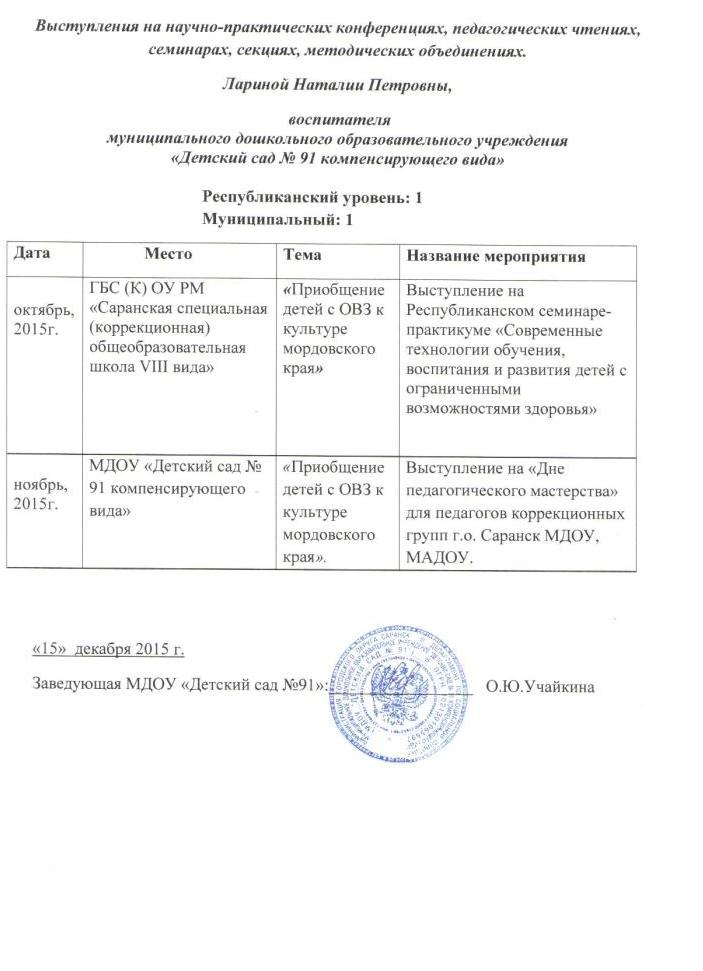 Выступления на научно-практических конференциях, педагогических чтениях,
семинарах, секциях, методических объединениях.
Лариной Наталии Петровны,
воспитателя
муниципального дошкольного образовательного учреждения
«Детский сад № 91 компенсирующего вида»
Республиканский уровень: 1
Муниципальный: 1
Дата Место Тема Название мероприятия
октябрь,
2015г.
ГБС (К) ОУ РМ
«Саранская специальная
(коррекционная)
общеобразовательная
школа VIII вида»
«Приобщение
детей с ОВЗ к
культуре
мордовского
края»
Выступление на
Республиканском семинаре-
практикуме «Современные
технологии обучения,
воспитания и развития детей с
ограниченными
возможностями здоровья»
ноябрь,
2015г.
МДОУ «Детский сад №
91 компенсирующего
вида»
«Приобщение
детей с ОВЗ к
культуре
мордовского
края».
Выступление на «Дне
педагогического мастерства»
для педагогов коррекционных
групп г.о. Саранск МДОУ,
МАДОУ.
«15» декабря 2015 г.
Заведующая МДОУ «Детский сад №91»: О.Ю.Учайкина